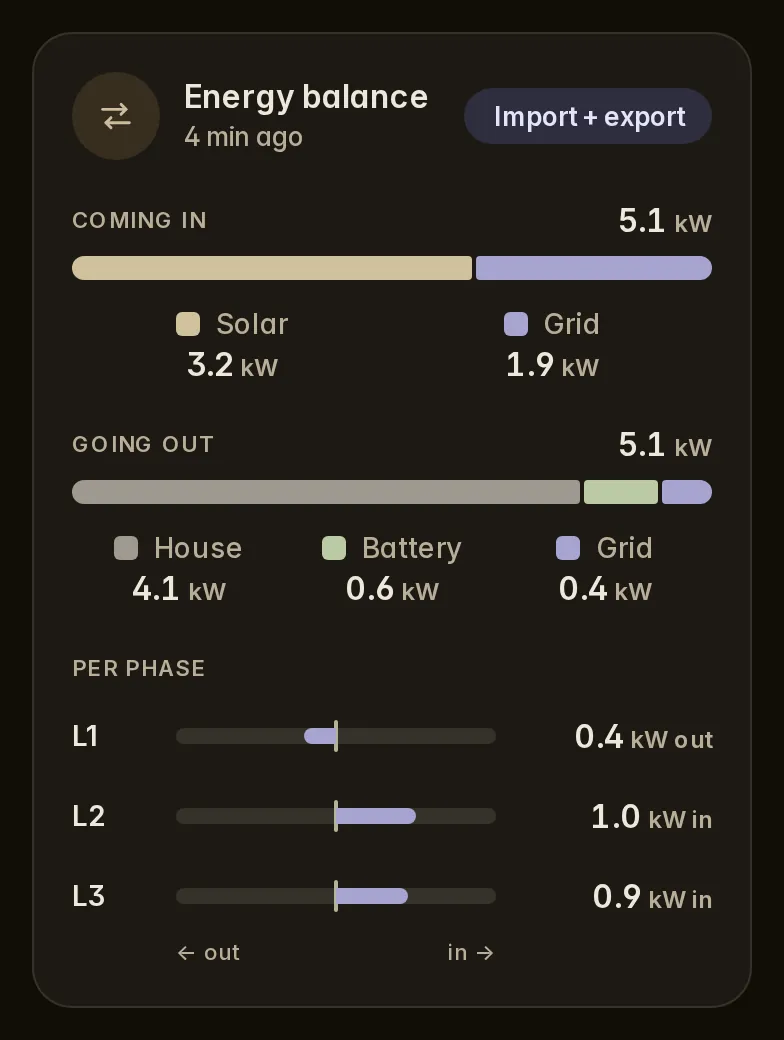 Energy balance
4 min ago
Import + export
COMING IN
5.1 kW
Solar
Grid
3.2 kW
1.9 kW
GOING OUT
5.1 kW
House
Battery
Grid
4.1 kW
0.6 kW
0.4 kW
PER PHASE
L1
0.4 kW out
L2
1.0 kW in
L3
0.9 kW in
← out
in →